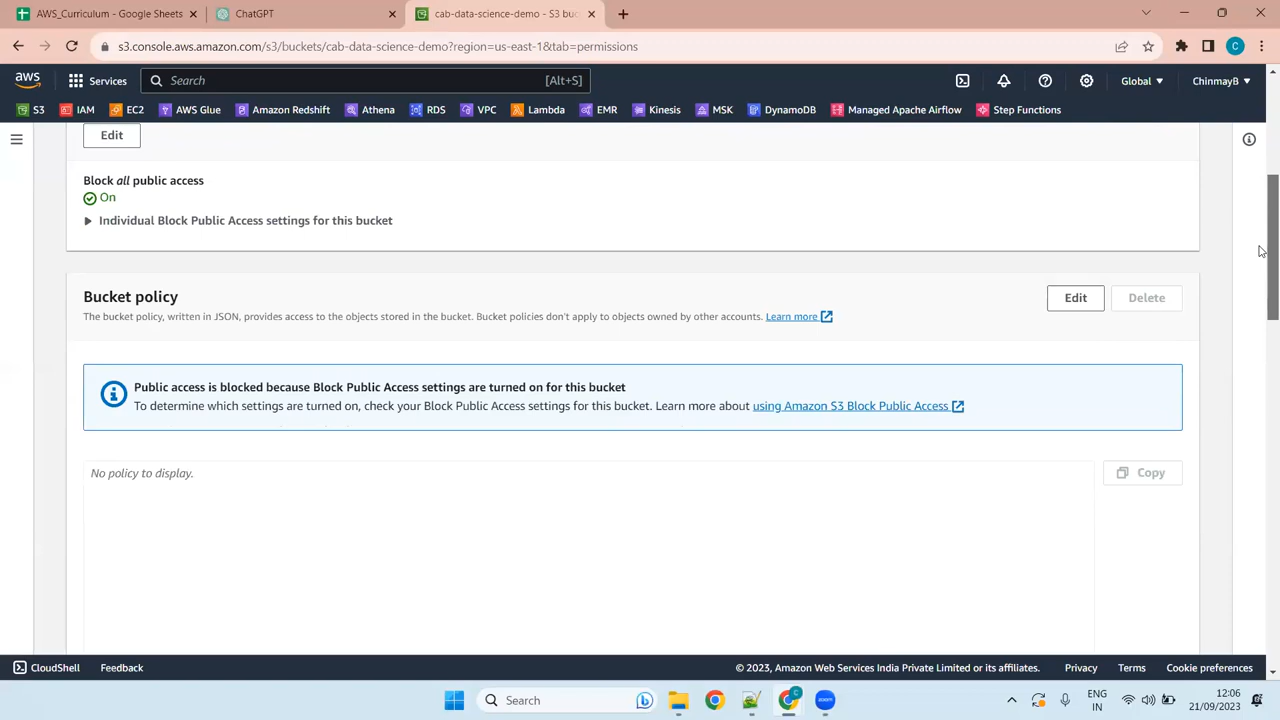 AWS_Curriculum - Google Sheets
ChatGPT
cab-data-science-demo - S3 buc
s3.console.aws.amazon.com/s3/buckets/cab-data-science-demo?region=us-east-1&tab=permissions
C
aws
Services
Search
[Alt+S]
Global
ChinmayB
S3
IAM
EC2
AWS Glue
Amazon Redshift
Athena
RDS
VPC
Lambda
EMR
Kinesis
MSK
DynamoDB
Managed Apache Airflow
Step Functions
Edit
Block all public access
On
Individual Block Public Access settings for this bucket
Bucket policy
Edit
Delete
The bucket policy, written in JSON, provides access to the objects stored in the bucket. Bucket policies don't apply to objects owned by other accounts. Learn more
Public access is blocked because Block Public Access settings are turned on for this bucket
To determine which settings are turned on, check your Block Public Access settings for this bucket. Learn more about using Amazon S3 Block Public Access
No policy to display.
Copy
CloudShell
Feedback
© 2023, Amazon Web Services India Private Limited or its affiliates.
Privacy
Terms
Cookie preferences
Search
C
zoom
ENG
IN
12:06
21/09/2023